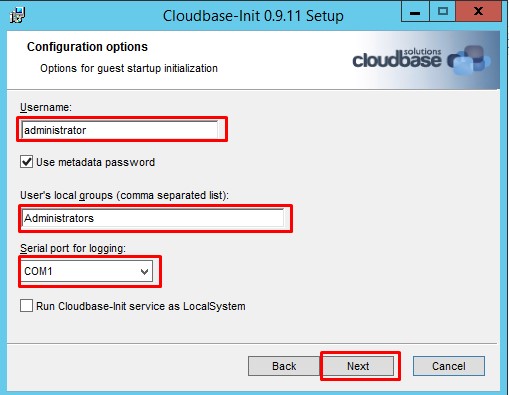 Cloudbase-Init 0.9.11 Setup
Configuration options
Options for guest startup initialization
cloudbase solutions
Username:
administrator
Use metadata password
User's local groups (comma separated list):
Administrators
Serial port for logging:
COM1
Run Cloudbase-Init service as LocalSystem
Back Next Cancel